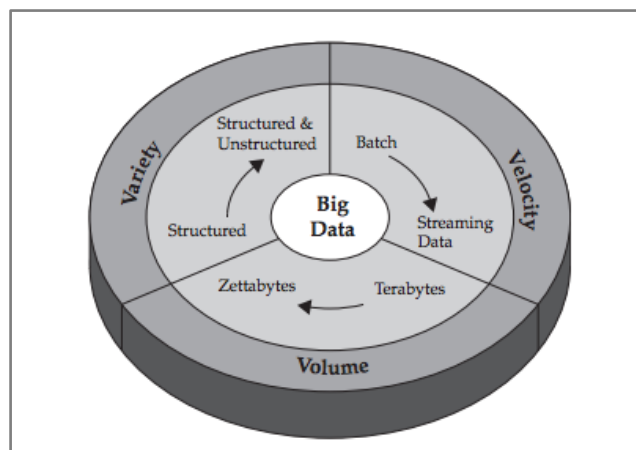 Structured &
Unstructured
Structured
Variety
Batch
Streaming
Data
Velocity
Big
Data
Zettabytes
Terabytes
Volume